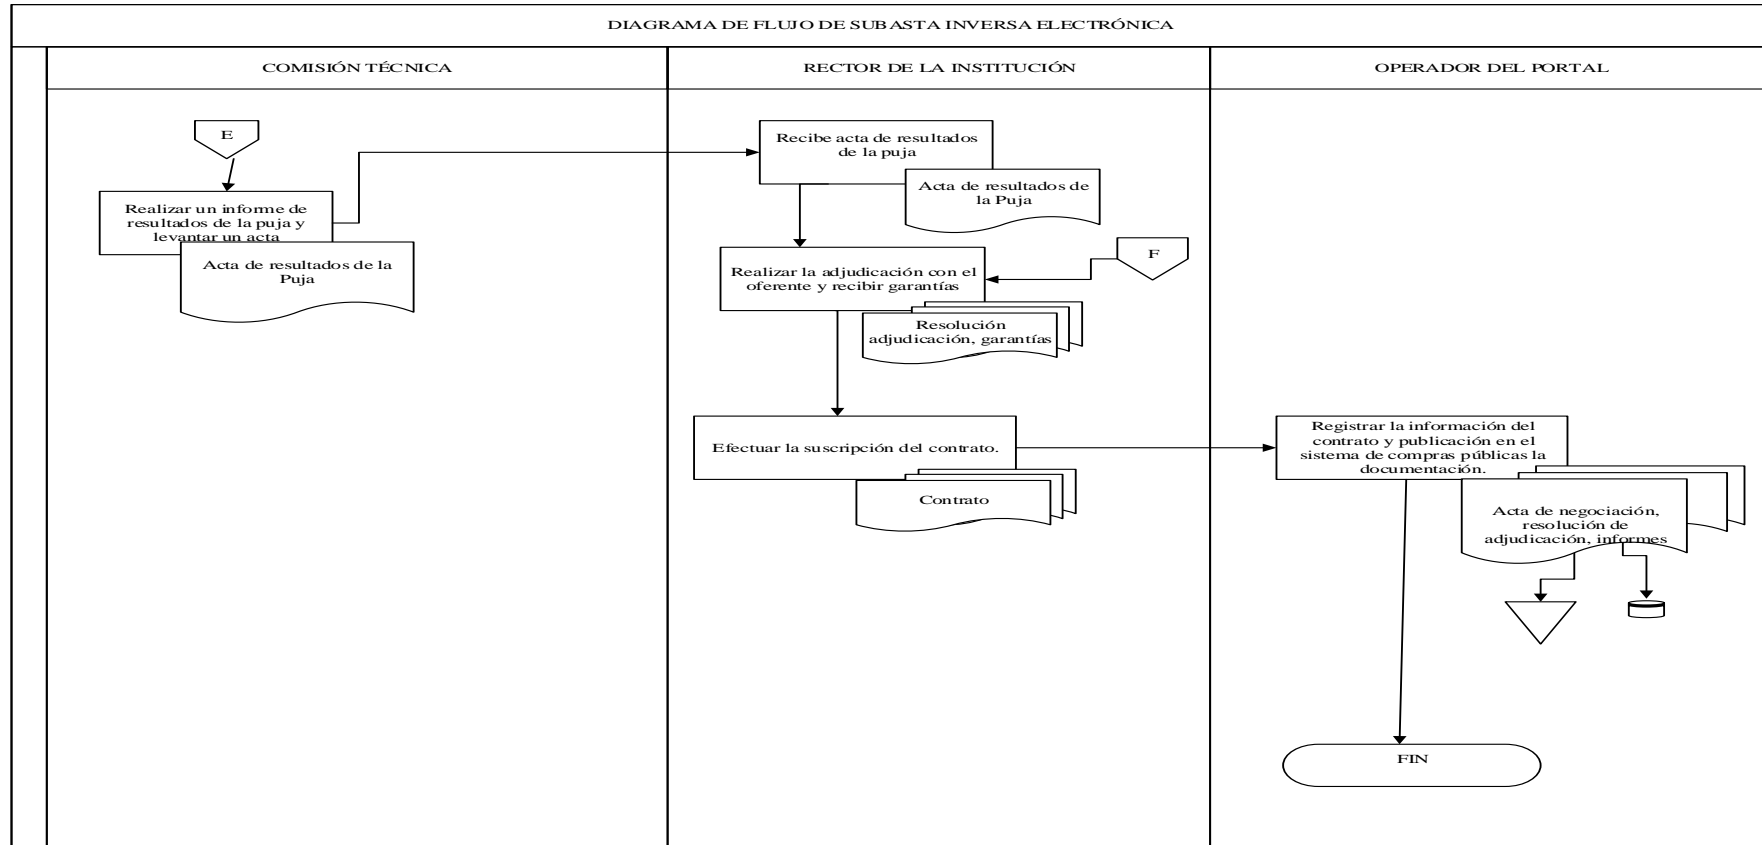 DIAGRAMA DE FLUJO DE SUBASTA INVERSA ELECTRÓNICA
COMISIÓN TÉCNICA
RECTOR DE LA INSTITUCIÓN
OPERADOR DEL PORTAL
E
Realizar un informe de
resultados de la puja y
levantar un acta
Acta de resultados de la
Puja
Recibe acta de resultados
de la puja
Acta de resultados de
la Puja
F
Realizar la adjudicación con el
oferente y recibir garantías
Resolución
adjudicación, garantías
Efectuar la suscripción del contrato.
Contrato
Registrar la información del
contrato y publicación en el
sistema de compras públicas la
documentación.
Acta de negociación,
resolución de
adjudicación, informes
FIN